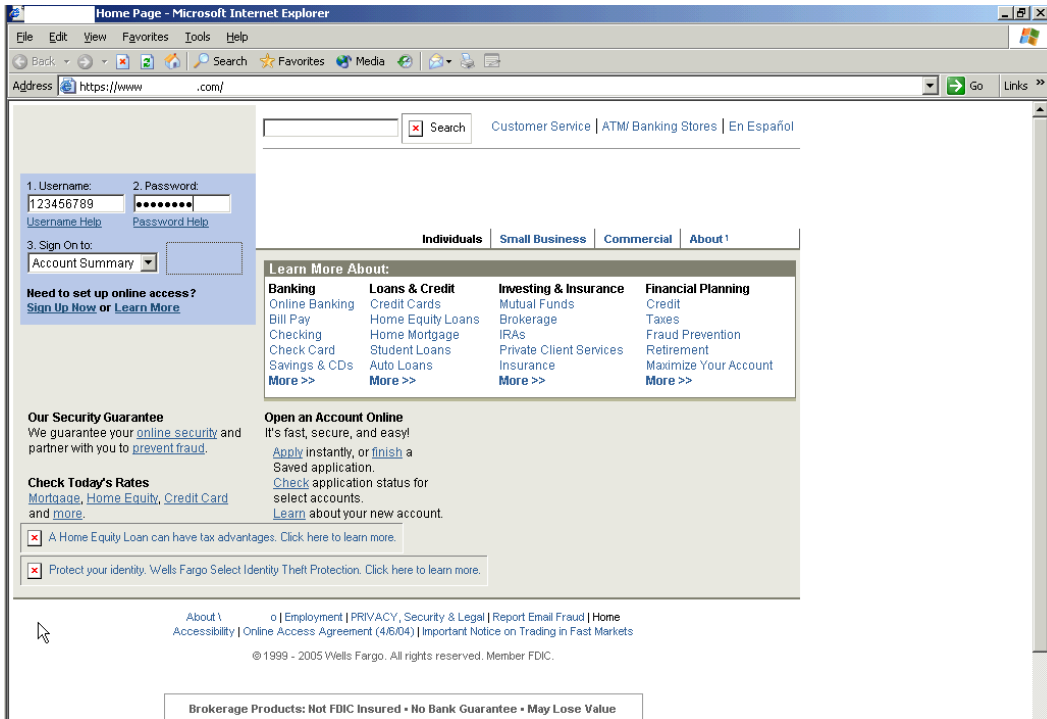 Home Page - Microsoft Internet Explorer
File Edit View Favorites Tools Help
Back Search Favorites Media
Address https://www .com/ Go Links »
Search Customer Service | ATM/ Banking Stores | En Español
1. Username: 2. Password:
123456789 ••••••••
Username Help Password Help
3. Sign On to:
Account Summary
Need to set up online access?
Sign Up Now or Learn More
Individuals | Small Business | Commercial | About ¹
Learn More About:
Banking Loans & Credit Investing & Insurance Financial Planning
Online Banking Credit Cards Mutual Funds Credit
Bill Pay Home Equity Loans Brokerage Taxes
Checking Home Mortgage IRAs Fraud Prevention
Check Card Student Loans Private Client Services Retirement
Savings & CDs Auto Loans Insurance Maximize Your Account
More >> More >> More >> More >>
Our Security Guarantee
We guarantee your online security and
partner with you to prevent fraud.
Check Today's Rates
Mortgage, Home Equity, Credit Card
and more.
Open an Account Online
It's fast, secure, and easy!
Apply instantly, or finish a
Saved application.
Check application status for
select accounts.
Learn about your new account.
A Home Equity Loan can have tax advantages. Click here to learn more.
Protect your identity. Wells Fargo Select Identity Theft Protection. Click here to learn more.
About \ o | Employment | PRIVACY, Security & Legal | Report Email Fraud | Home
Accessibility | Online Access Agreement (4/6/04) | Important Notice on Trading in Fast Markets
© 1999 - 2005 Wells Fargo. All rights reserved. Member FDIC.
Brokerage Products: Not FDIC Insured • No Bank Guarantee • May Lose Value